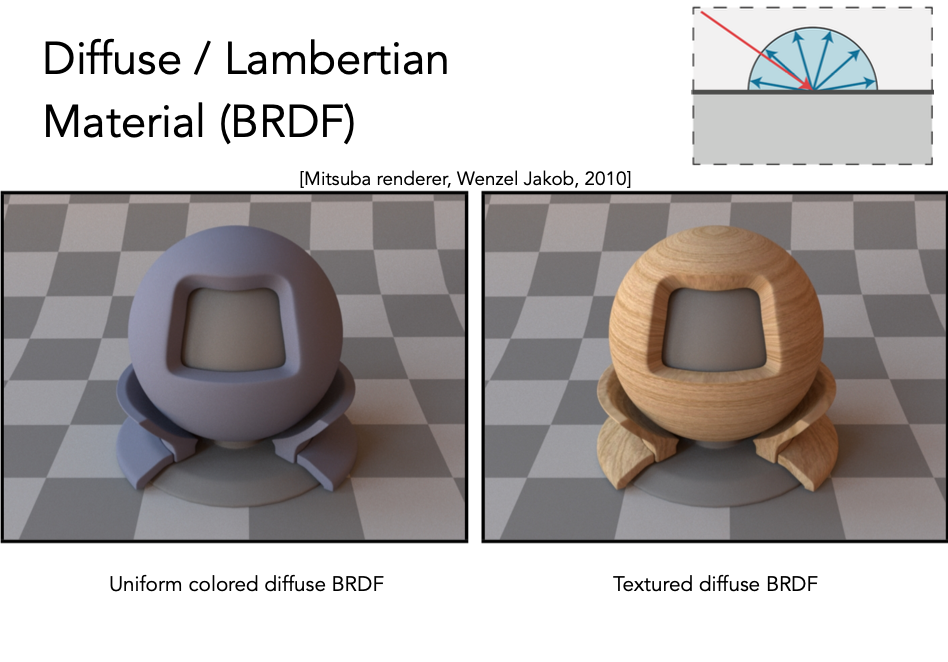 Diffuse / Lambertian
Material (BRDF)
[Mitsuba renderer, Wenzel Jakob, 2010]
Uniform colored diffuse BRDF
Textured diffuse BRDF